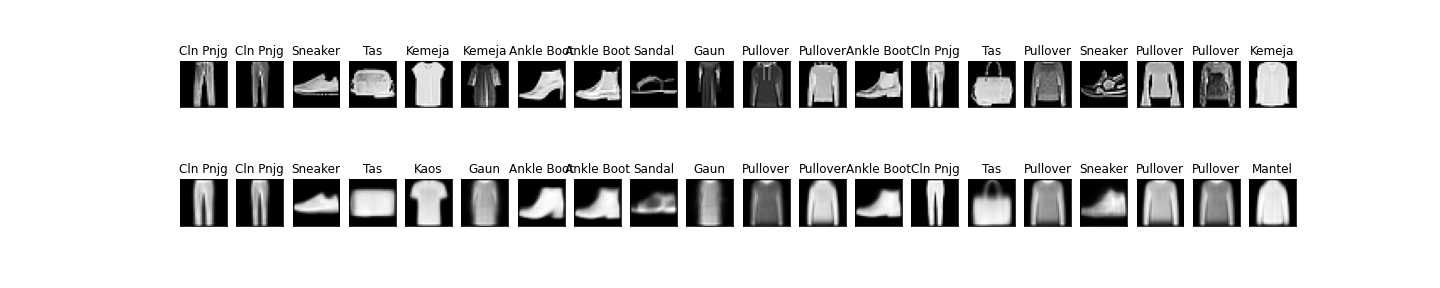 Cln Pnjg Cln Pnjg Sneaker Tas Kemeja Kemeja Ankle Boot Ankle Boot Sandal Gaun Pullover Pullover Ankle Boot Cln Pnjg Tas Pullover Sneaker Pullover Pullover Kemeja
Cln Pnjg Cln Pnjg Sneaker Tas Kaos Gaun Ankle Boot Ankle Boot Sandal Gaun Pullover Pullover Ankle Boot Cln Pnjg Tas Pullover Sneaker Pullover Pullover Mantel